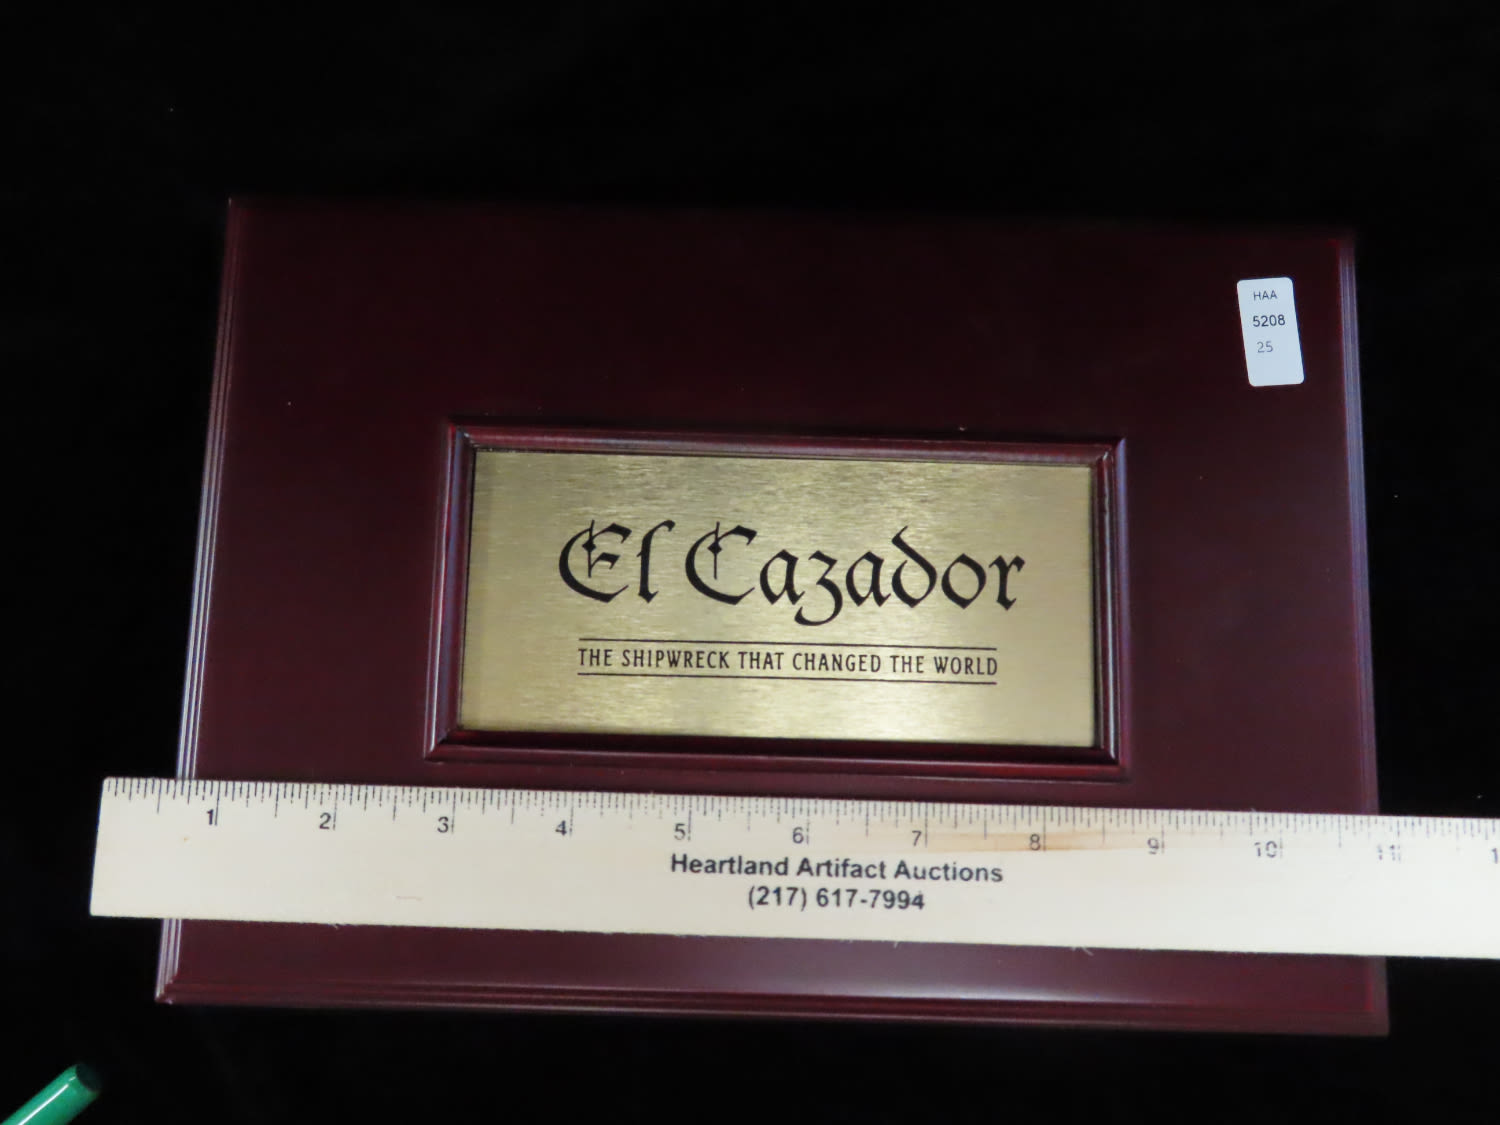 HAA
5208
25
El Cazador
THE SHIPWRECK THAT CHANGED THE WORLD
1 2 3 4 5 6 7 8 9 10 11
Heartland Artifact Auctions
(217) 617-7994